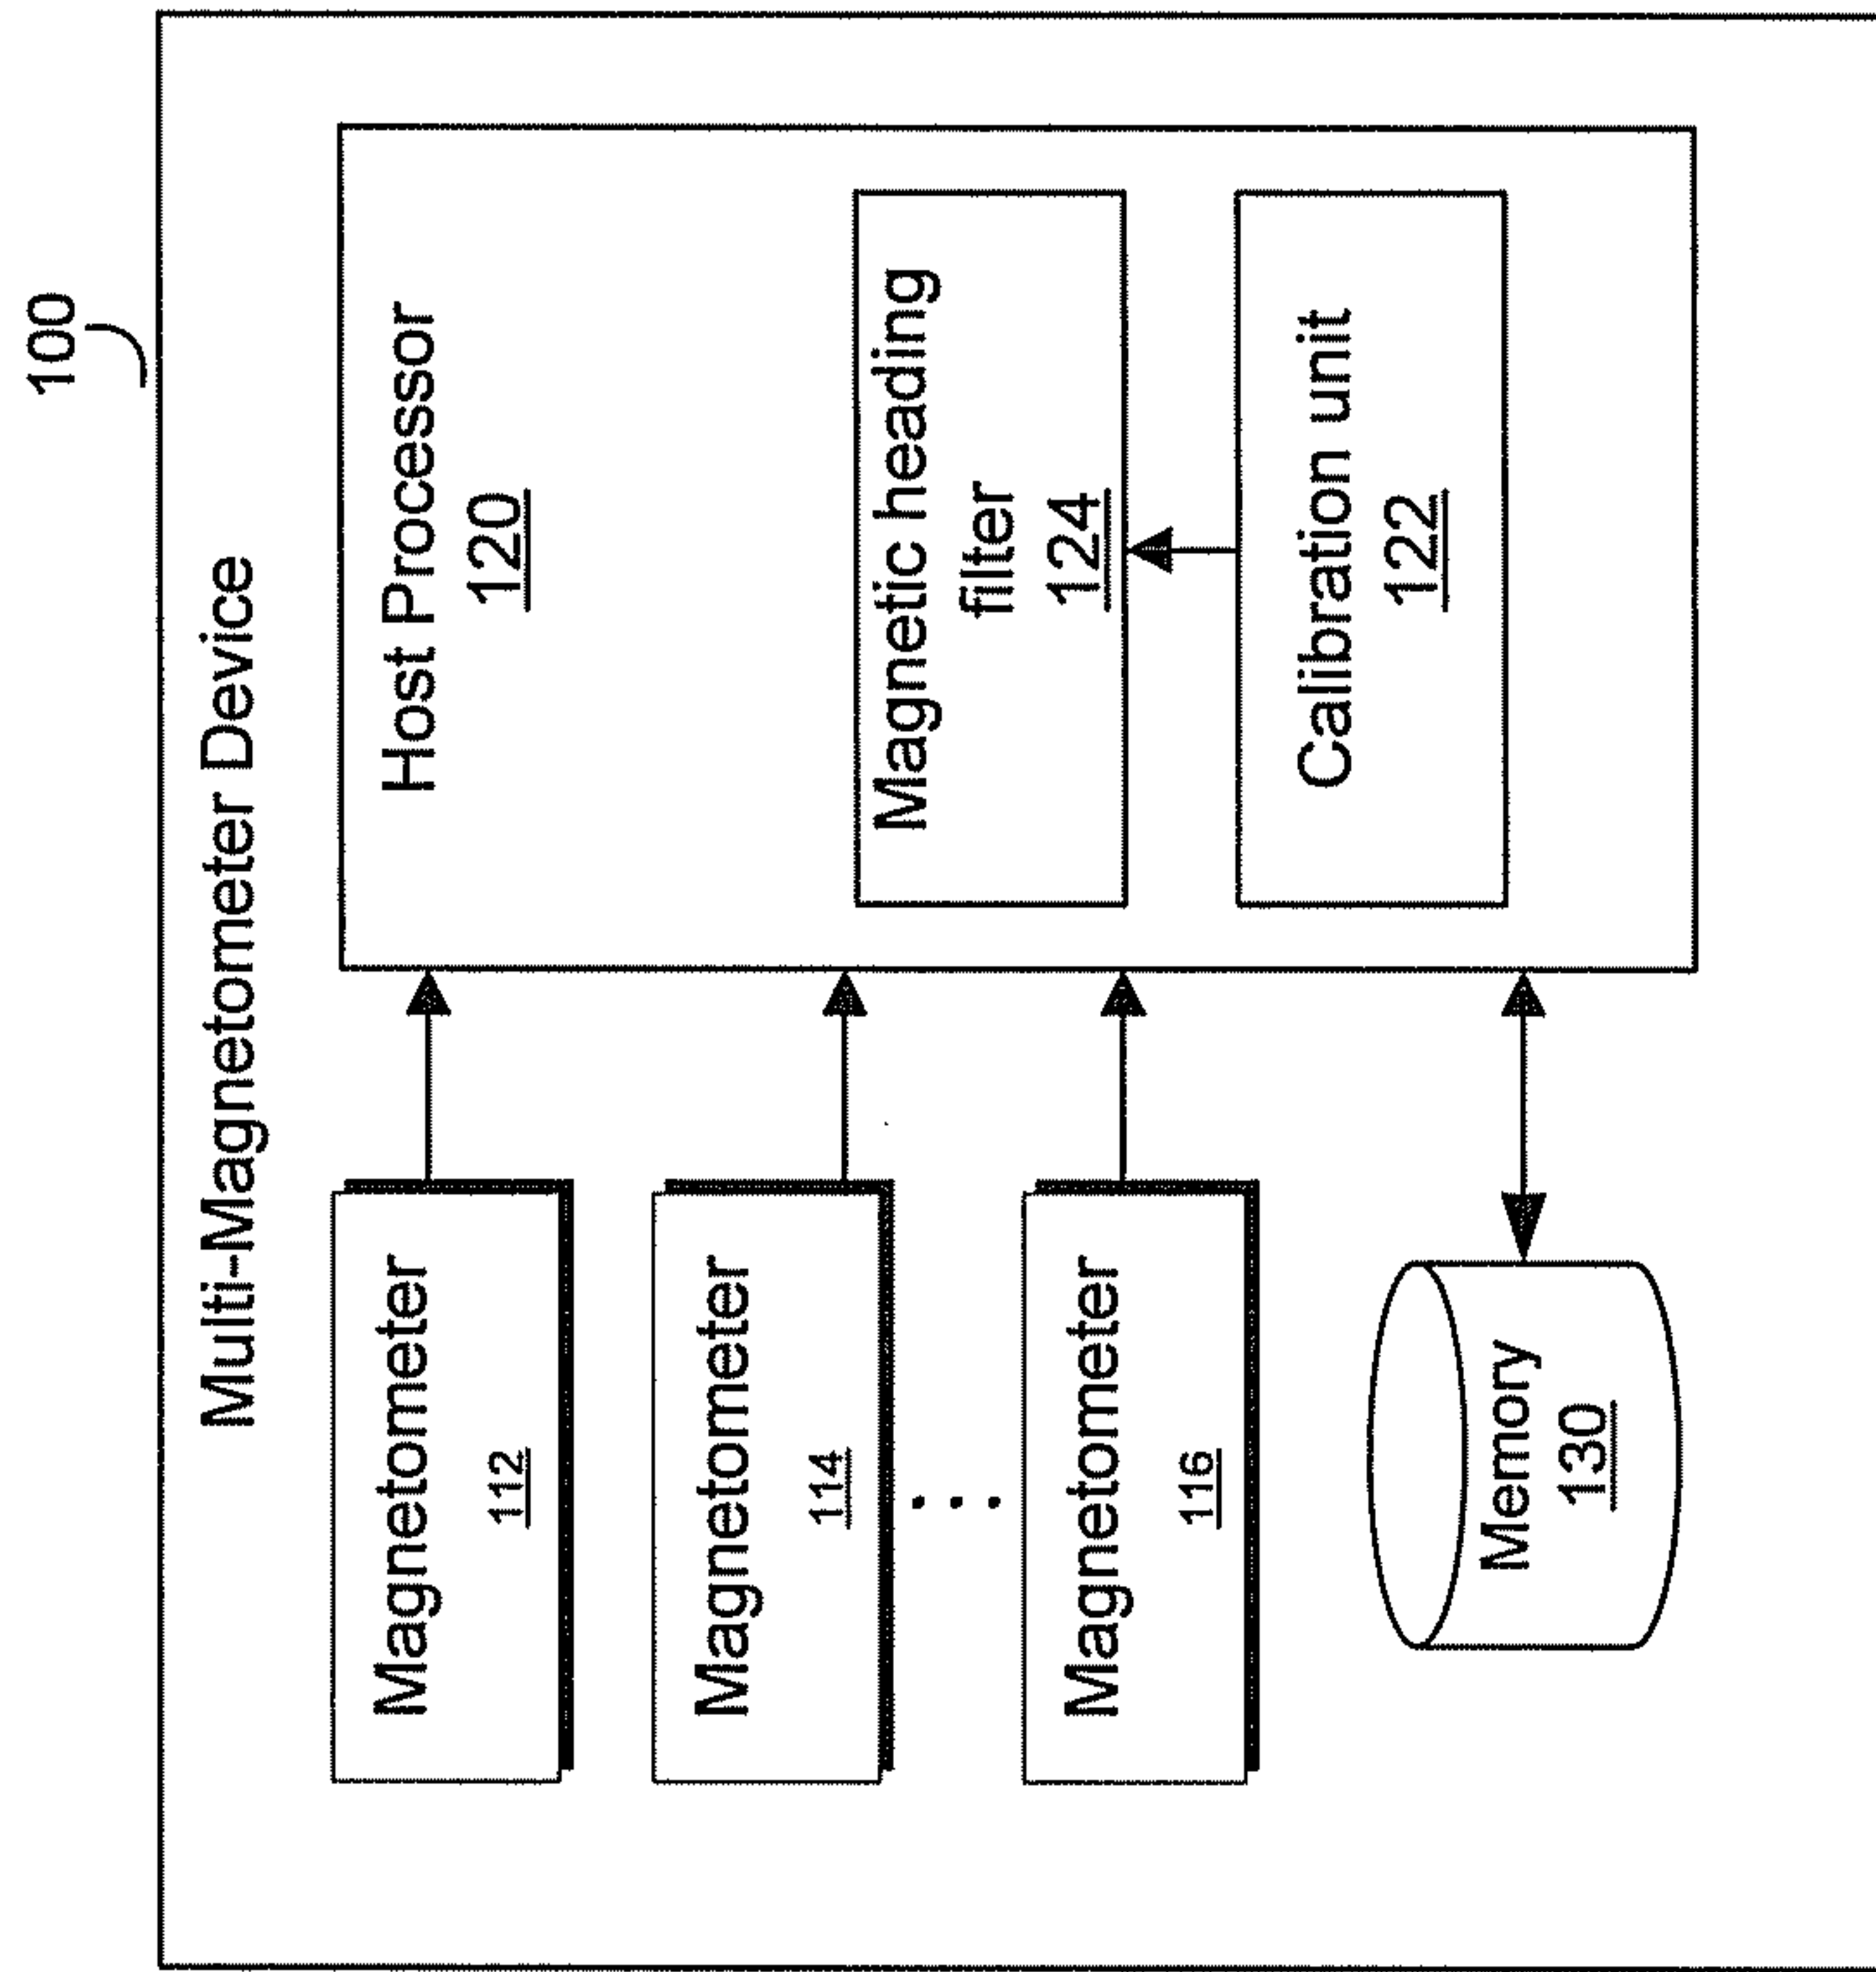 100
Multi-Magnetometer Device
Magnetometer
112
Magnetometer
114
. . .
Magnetometer
116
Memory
130
Host Processor
120
Magnetic heading
filter
124
Calibration unit
122